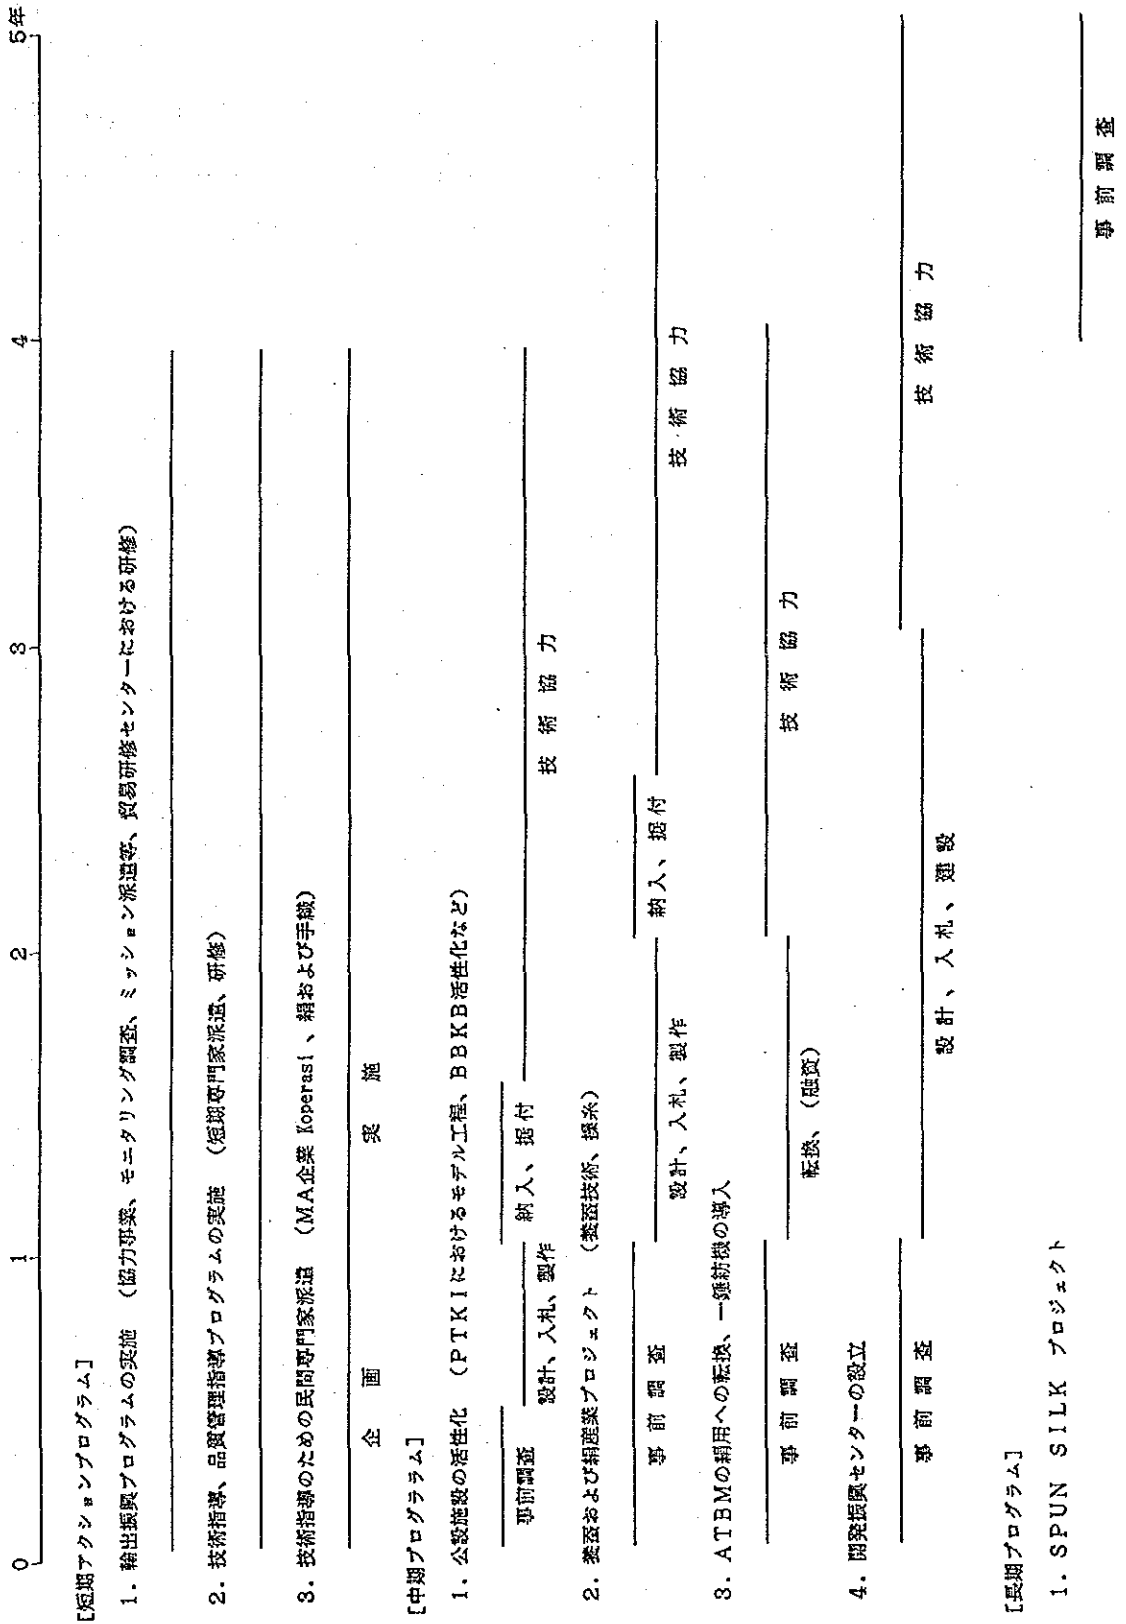 0 1 2 3 4 5年
[短期アクションプログラム]
1. 輸出振興プログラムの実施 (協力事業、モニタリング調査、ミッション派遣等、貿易研修センターにおける研修)
2. 技術指導、品質管理指導プログラムの実施 (短期専門家派遣、研修)
3. 技術指導のための民間専門家派遣 (MA企業 Koperasi、絹および手織)
企画 実施
[中期プログララム]
1. 公設施設の活性化 (PTKIにおけるモデル工程、BBKB活性化など)
事前調査 設計、入札、製作 納入、据付 技術協力
2. 養蚕および絹産業プロジェクト (養蚕技術、操糸)
事前調査 設計、入札、製作 納入、据付 技術協力
3. ATBMの絹用への転換、一錘紡機の導入
事前調査 転換、(融資) 技術協力
4. 開発振興センターの設立
事前調査 設計、入札、建設 技術協力
[長期プログラム]
1. SPUN SILK プロジェクト
事前調査